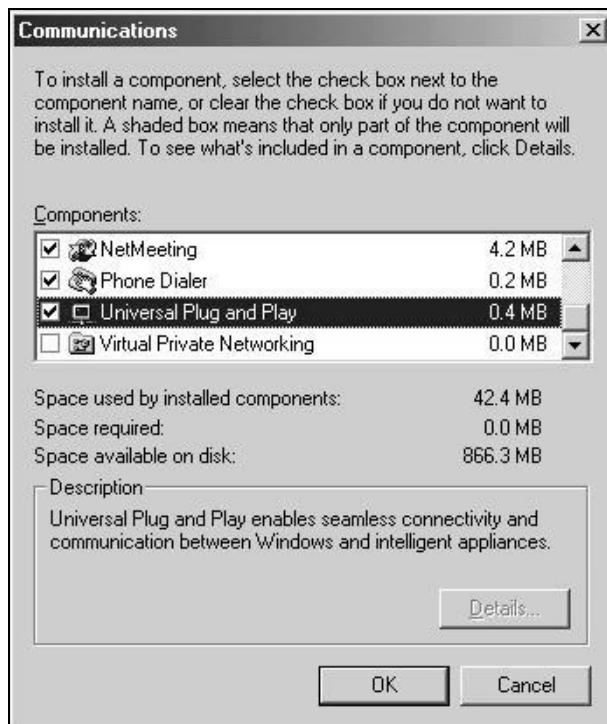 Communications
To install a component, select the check box next to the
component name, or clear the check box if you do not want to
install it. A shaded box means that only part of the component will
be installed. To see what's included in a component, click Details.
Components:
NetMeeting 4.2 MB
Phone Dialer 0.2 MB
Universal Plug and Play 0.4 MB
Virtual Private Networking 0.0 MB
Space used by installed components: 42.4 MB
Space required: 0.0 MB
Space available on disk: 866.3 MB
Description
Universal Plug and Play enables seamless connectivity and
communication between Windows and intelligent appliances.
Details...
OK Cancel